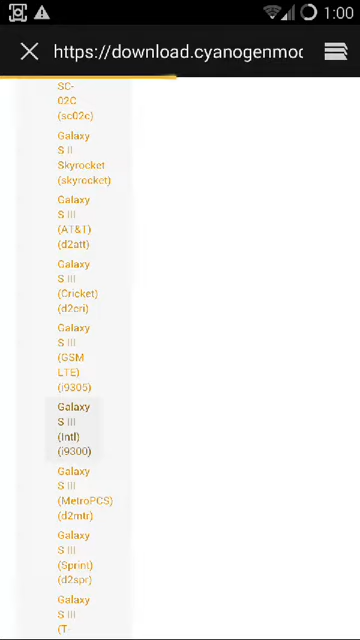 1:00
https://download.cyanogenmoc
SC-
02C
(sc02c)
Galaxy
S II
Skyrocket
(skyrocket)
Galaxy
S III
(AT&T)
(d2att)
Galaxy
S III
(Cricket)
(d2cri)
Galaxy
S III
(GSM
LTE)
(i9305)
Galaxy
S III
(Intl)
(i9300)
Galaxy
S III
(MetroPCS)
(d2mtr)
Galaxy
S III
(Sprint)
(d2spr)
Galaxy
S III
(T-